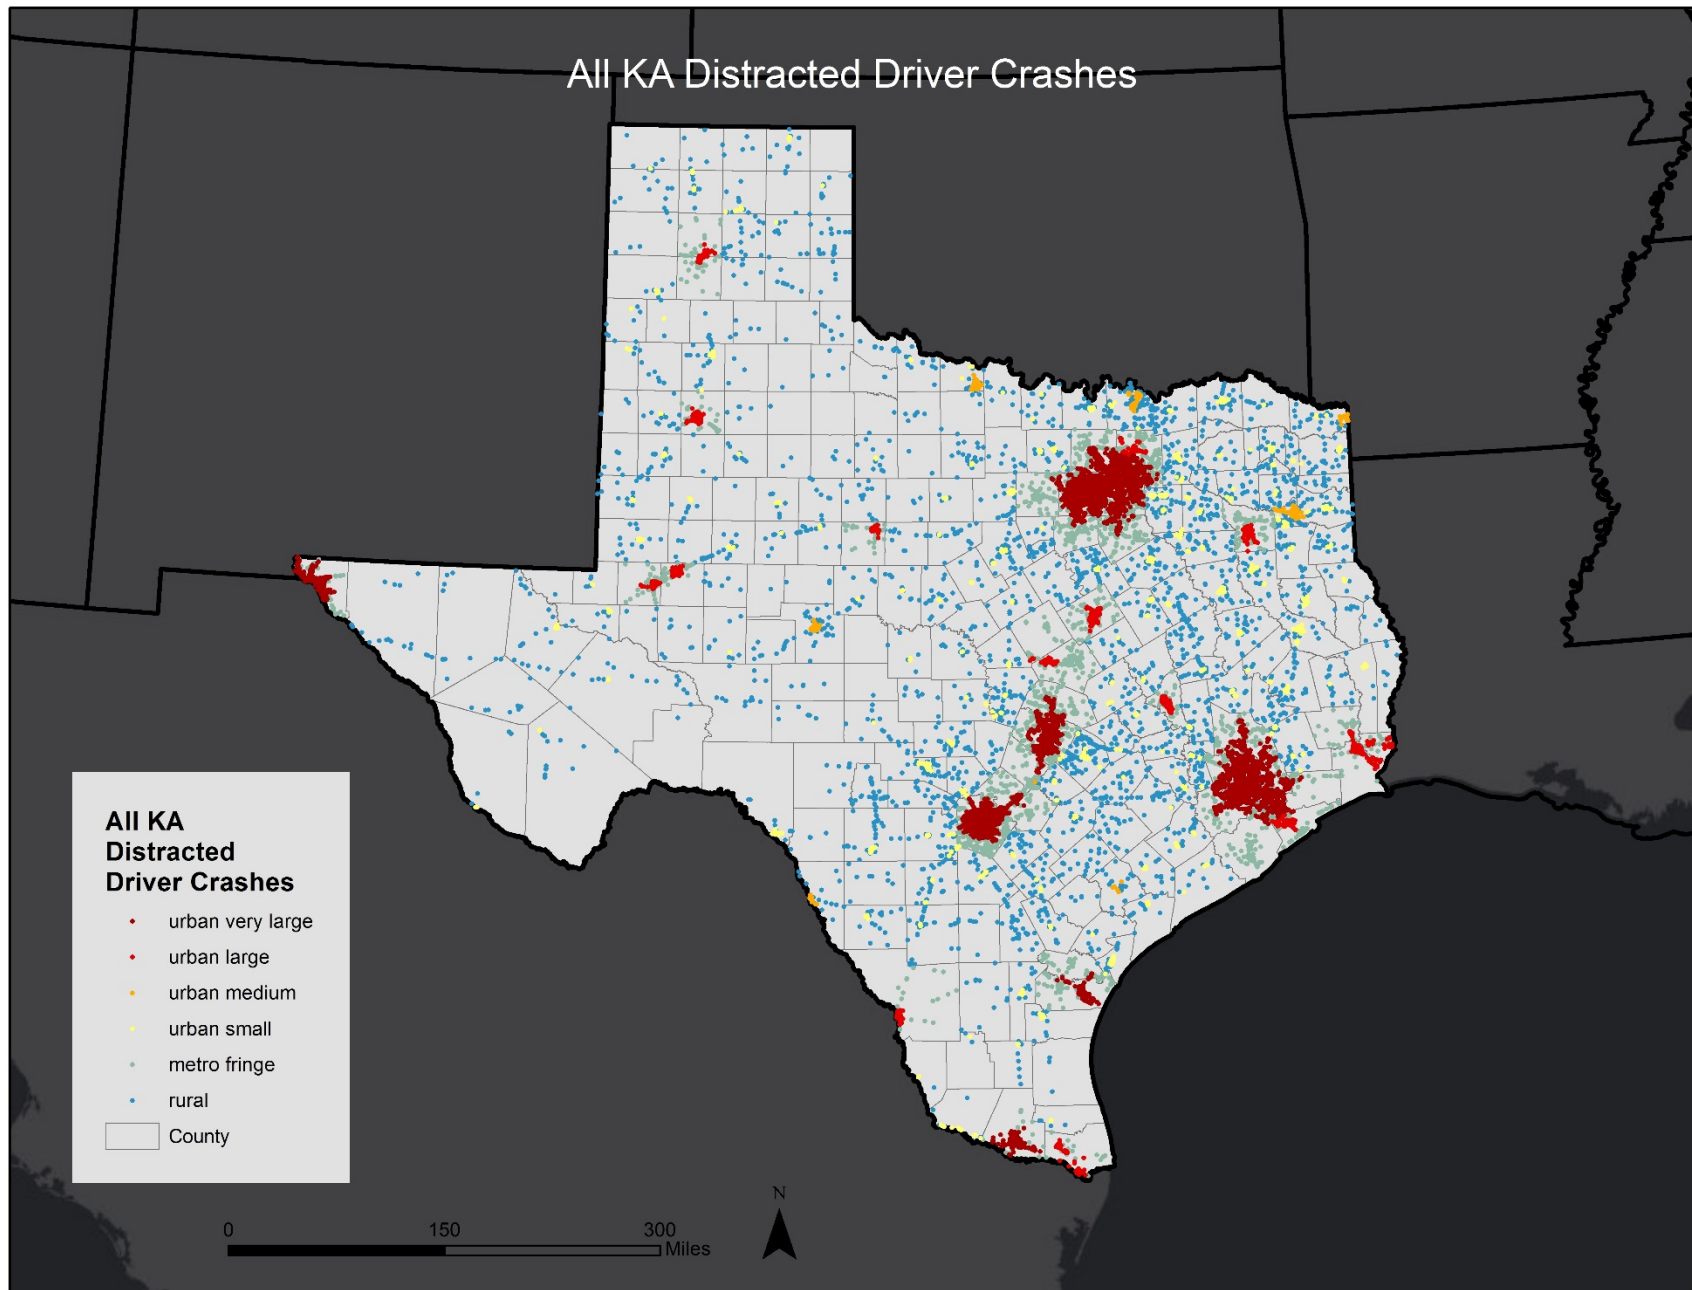 All KA Distracted Driver Crashes
All KA
Distracted
Driver Crashes
urban very large
urban large
urban medium
urban small
metro fringe
rural
County
N
0 150 300
Miles